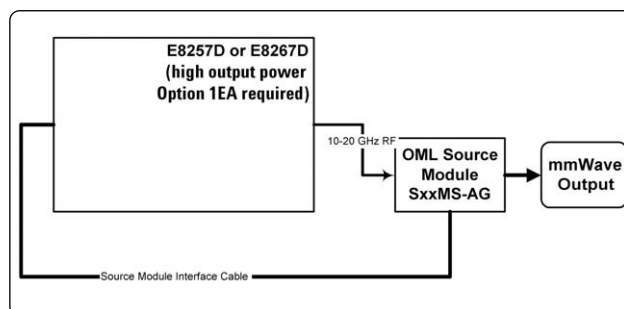 E8257D or E8267D
(high output power
Option 1EA required)
10-20 GHz RF
OML Source
Module
SxxMS-AG
mmWave
Output
Source Module Interface Cable